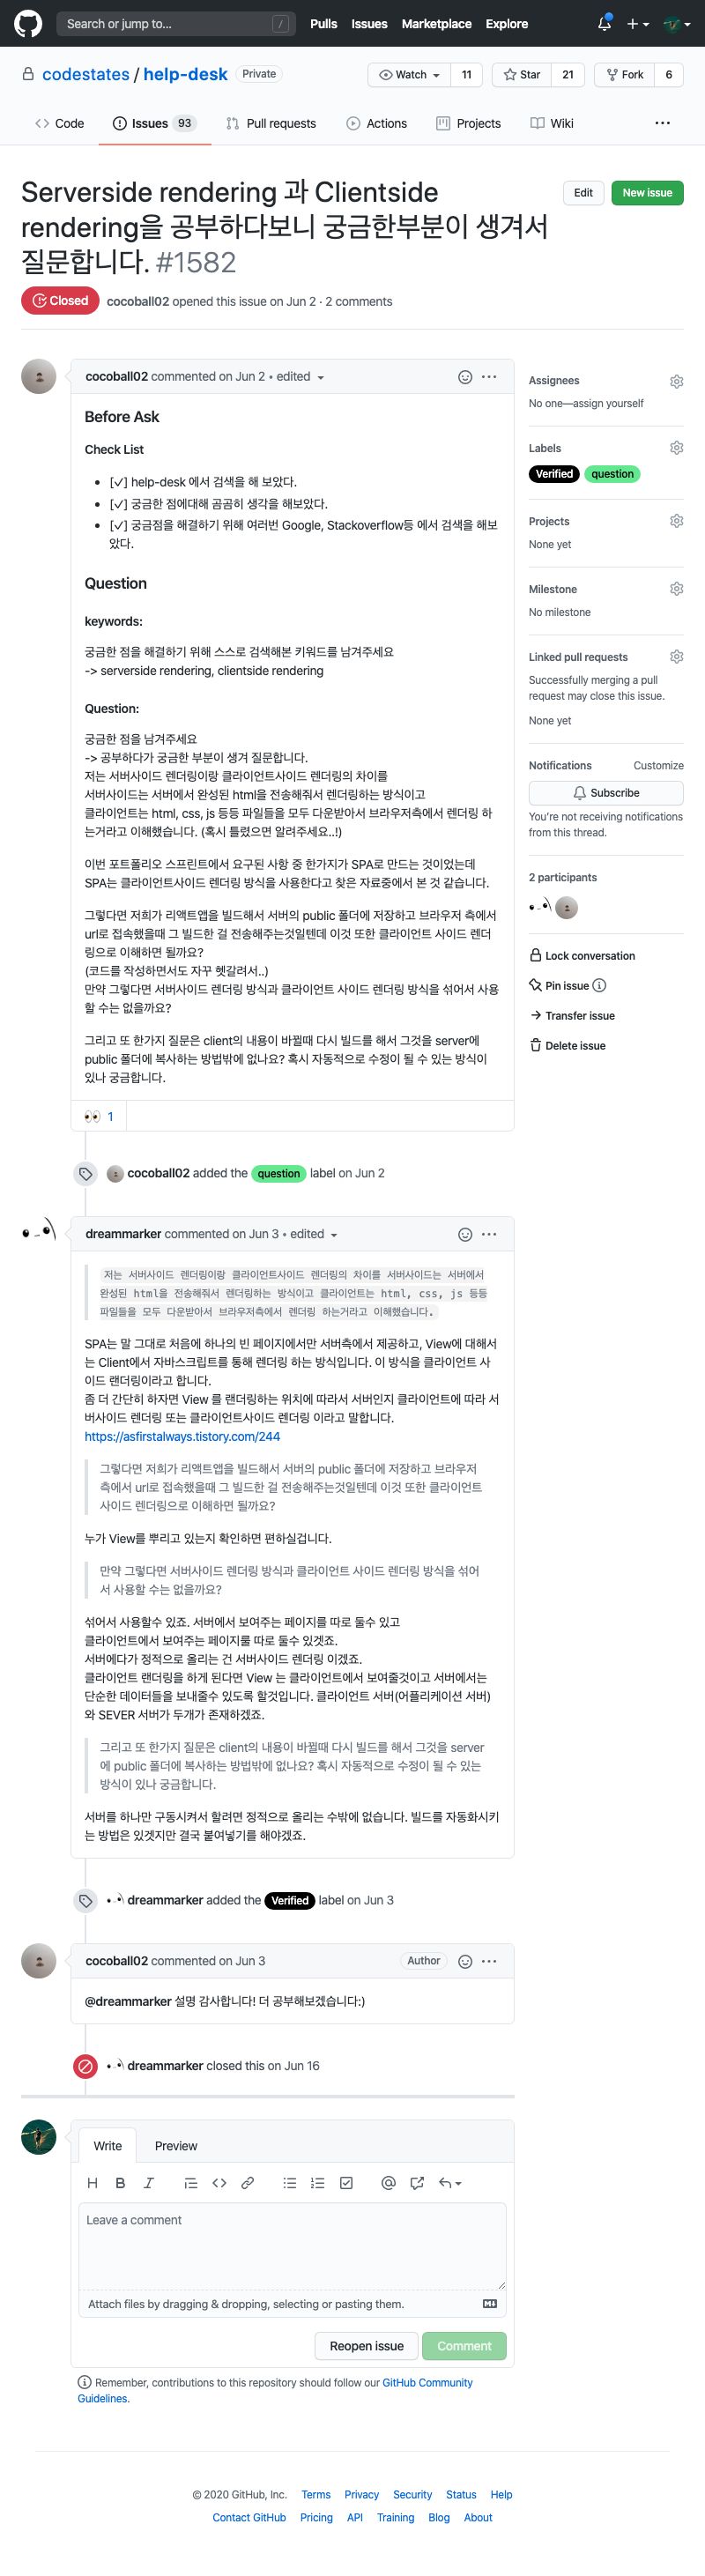 Search or jump to... /
Pulls Issues Marketplace Explore
codestates / help-desk Private
Watch 11 Star 21 Fork 6
Code Issues 93 Pull requests Actions Projects Wiki ...
Serverside rendering 과 Clientside
rendering을 공부하다보니 궁금한부분이 생겨서
질문합니다. #1582
Edit New issue
Closed cocoball02 opened this issue on Jun 2 · 2 comments
cocoball02 commented on Jun 2 • edited
Before Ask
Check List
• [✓] help-desk 에서 검색을 해 보았다.
• [✓] 궁금한 점에대해 곰곰히 생각을 해보았다.
• [✓] 궁금점을 해결하기 위해 여러번 Google, Stackoverflow등 에서 검색을 해보
았다.
Question
keywords:
궁금한 점을 해결하기 위해 스스로 검색해본 키워드를 남겨주세요
-> serverside rendering, clientside rendering
Question:
궁금한 점을 남겨주세요
-> 공부하다가 궁금한 부분이 생겨 질문합니다.
저는 서버사이드 렌더링이랑 클라이언트사이드 렌더링의 차이를
서버사이드는 서버에서 완성된 html을 전송해줘서 렌더링하는 방식이고
클라이언트는 html, css, js 등등 파일들을 모두 다운받아서 브라우저측에서 렌더링 하
는거라고 이해했습니다. (혹시 틀렸으면 알려주세요..!)
이번 포트폴리오 스프린트에서 요구된 사항 중 한가지가 SPA로 만드는 것이었는데
SPA는 클라이언트사이드 렌더링 방식을 사용한다고 찾은 자료중에서 본 것 같습니다.
그렇다면 저희가 리액트앱을 빌드해서 서버의 public 폴더에 저장하고 브라우저 측에서
url로 접속했을때 그 빌드한 걸 전송해주는것일텐데 이것 또한 클라이언트 사이드 렌더
링으로 이해하면 될까요?
(코드를 작성하면서도 자꾸 헷갈려서..)
만약 그렇다면 서버사이드 렌더링 방식과 클라이언트 사이드 렌더링 방식을 섞어서 사용
할 수는 없을까요?
그리고 또 한가지 질문은 client의 내용이 바뀔때 다시 빌드를 해서 그것을 server에
public 폴더에 복사하는 방법밖에 없나요? 혹시 자동적으로 수정이 될 수 있는 방식이
있나 궁금합니다.
👀 1
cocoball02 added the question label on Jun 2
dreammarker commented on Jun 3 • edited
저는 서버사이드 렌더링이랑 클라이언트사이드 렌더링의 차이를 서버사이드는 서버에서
완성된 html을 전송해줘서 렌더링하는 방식이고 클라이언트는 html, css, js 등등
파일들을 모두 다운받아서 브라우저측에서 렌더링 하는거라고 이해했습니다.
SPA는 말 그대로 처음에 하나의 빈 페이지에서만 서버측에서 제공하고, View에 대해서
는 Client에서 자바스크립트를 통해 렌더링 하는 방식입니다. 이 방식을 클라이언트 사
이드 랜더링이라고 합니다.
좀 더 간단히 하자면 View 를 랜더링하는 위치에 따라서 서버인지 클라이언트에 따라 서
버사이드 렌더링 또는 클라이언트사이드 렌더링 이라고 말합니다.
https://asfirstalways.tistory.com/244
그렇다면 저희가 리액트앱을 빌드해서 서버의 public 폴더에 저장하고 브라우저
측에서 url로 접속했을때 그 빌드한 걸 전송해주는것일텐데 이것 또한 클라이언트
사이드 렌더링으로 이해하면 될까요?
누가 View를 뿌리고 있는지 확인하면 편하실겁니다.
만약 그렇다면 서버사이드 렌더링 방식과 클라이언트 사이드 렌더링 방식을 섞어
서 사용할 수는 없을까요?
섞어서 사용할수 있죠. 서버에서 보여주는 페이지를 따로 둘수 있고
클라이언트에서 보여주는 페이지룰 따로 둘수 있겟죠.
서버에다가 정적으로 올리는 건 서버사이드 렌더링 이겠죠.
클라이언트 랜더링을 하게 된다면 View 는 클라이언트에서 보여줄것이고 서버에서는
단순한 데이터들을 보내줄수 있도록 할것입니다. 클라이언트 서버(어플리케이션 서버)
와 SEVER 서버가 두개가 존재하겠죠.
그리고 또 한가지 질문은 client의 내용이 바뀔때 다시 빌드를 해서 그것을 server
에 public 폴더에 복사하는 방법밖에 없나요? 혹시 자동적으로 수정이 될 수 있는
방식이 있나 궁금합니다.
서버를 하나만 구동시켜서 할려면 정적으로 올리는 수밖에 없습니다. 빌드를 자동화시키
는 방법은 있겟지만 결국 붙여넣기를 해야겠죠.
dreammarker added the Verified label on Jun 3
cocoball02 commented on Jun 3 Author
@dreammarker 설명 감사합니다! 더 공부해보겠습니다:)
dreammarker closed this on Jun 16
Write Preview
Leave a comment
Attach files by dragging & dropping, selecting or pasting them.
Reopen issue Comment
Remember, contributions to this repository should follow our GitHub Community
Guidelines.
Assignees
No one—assign yourself
Labels
Verified question
Projects
None yet
Milestone
No milestone
Linked pull requests
Successfully merging a pull
request may close this issue.
None yet
Notifications Customize
Subscribe
You're not receiving notifications
from this thread.
2 participants
Lock conversation
Pin issue
Transfer issue
Delete issue
© 2020 GitHub, Inc. Terms Privacy Security Status Help
Contact GitHub Pricing API Training Blog About